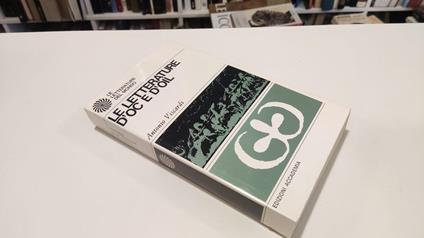 LE
LETTERATURE
DEL MONDO
LE LETTERATURE
D'OC E D'OIL
Antonio Viscardi
EDIZIONI ACCADEMIA